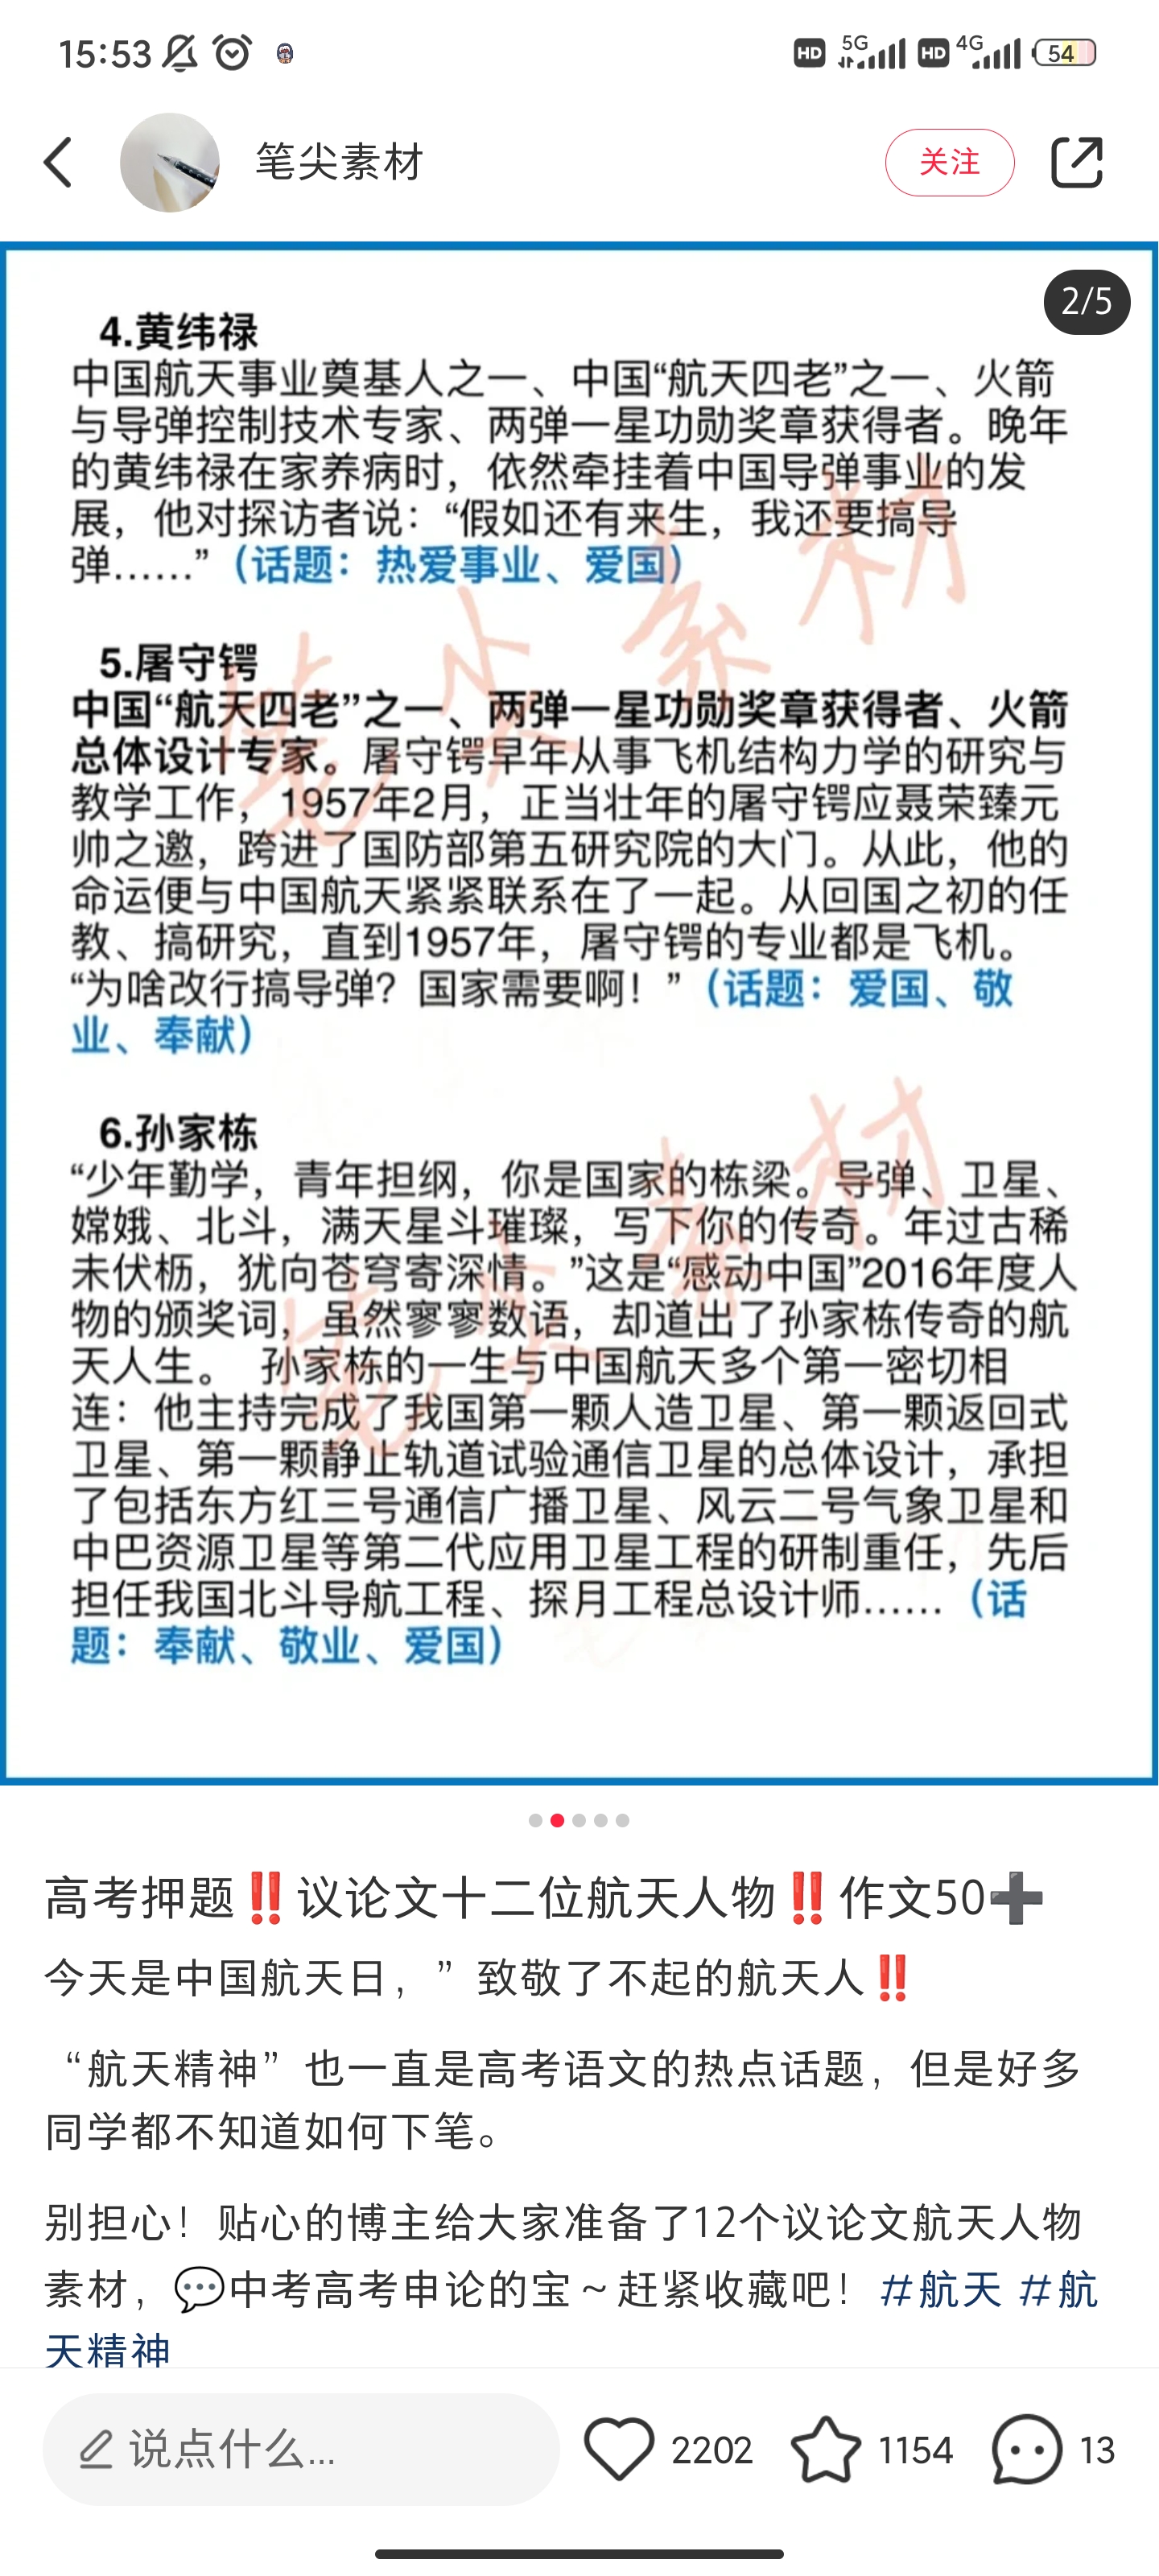 15:53
HD 5G HD 4G 54
笔尖素材
关注
2/5
4.黄纬禄
中国航天事业奠基人之一、中国“航天四老”之一、火箭
与导弹控制技术专家、两弹一星功勋奖章获得者。晚年
的黄纬禄在家养病时，依然牵挂着中国导弹事业的发
展，他对探访者说：“假如还有来生，我还要搞导
弹……”（话题：热爱事业、爱国）
5.屠守锷
中国“航天四老”之一、两弹一星功勋奖章获得者、火箭
总体设计专家。屠守锷早年从事飞机结构力学的研究与
教学工作，1957年2月，正当壮年的屠守锷应聂荣臻元
帅之邀，跨进了国防部第五研究院的大门。从此，他的
命运便与中国航天紧紧联系在了一起。从回国之初的任
教、搞研究，直到1957年，屠守锷的专业都是飞机。
“为啥改行搞导弹？国家需要啊！”（话题：爱国、敬
业、奉献）
6.孙家栋
“少年勤学，青年担纲，你是国家的栋梁。导弹、卫星、
嫦娥、北斗，满天星斗璀璨，写下你的传奇。年过古稀
未伏枥，犹向苍穹寄深情。”这是“感动中国”2016年度人
物的颁奖词，虽然寥寥数语，却道出了孙家栋传奇的航
天人生。 孙家栋的一生与中国航天多个第一密切相
连：他主持完成了我国第一颗人造卫星、第一颗返回式
卫星、第一颗静止轨道试验通信卫星的总体设计，承担
了包括东方红三号通信广播卫星、风云二号气象卫星和
中巴资源卫星等第二代应用卫星工程的研制重任，先后
担任我国北斗导航工程、探月工程总设计师……（话
题：奉献、敬业、爱国）
笔尖素材
笔尖素材
高考押题‼️议论文十二位航天人物‼️作文50➕
今天是中国航天日，”致敬了不起的航天人‼️
“航天精神”也一直是高考语文的热点话题，但是好多
同学都不知道如何下笔。
别担心！贴心的博主给大家准备了12个议论文航天人物
素材，💬中考高考申论的宝～赶紧收藏吧！#航天 #航
天精神
说点什么...
2202
1154
13